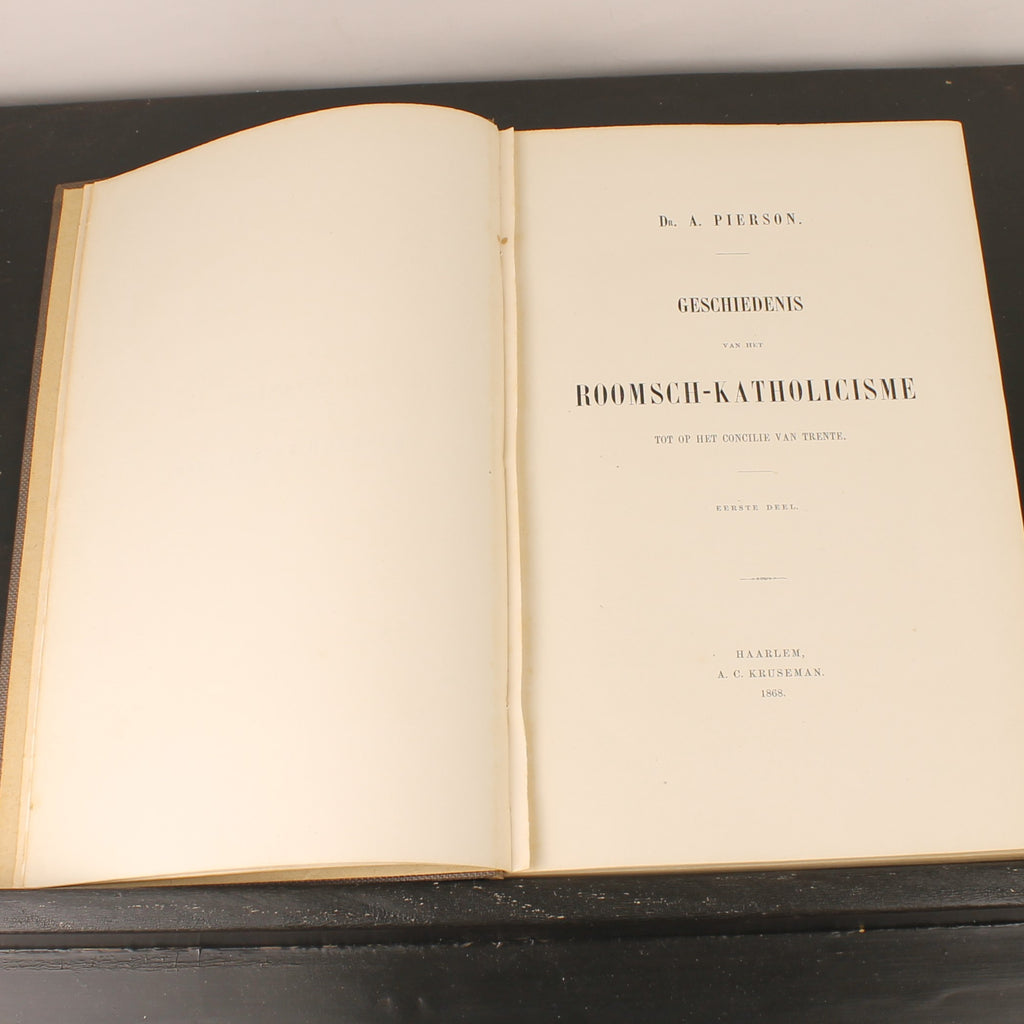 Dr. A. PIERSON.
GESCHIEDENIS
VAN HET
ROOMSCH-KATHOLICISME
TOT OP HET CONCILIE VAN TRENTE.
EERSTE DEEL.
HAARLEM,
A. C. KRUSEMAN.
1868.